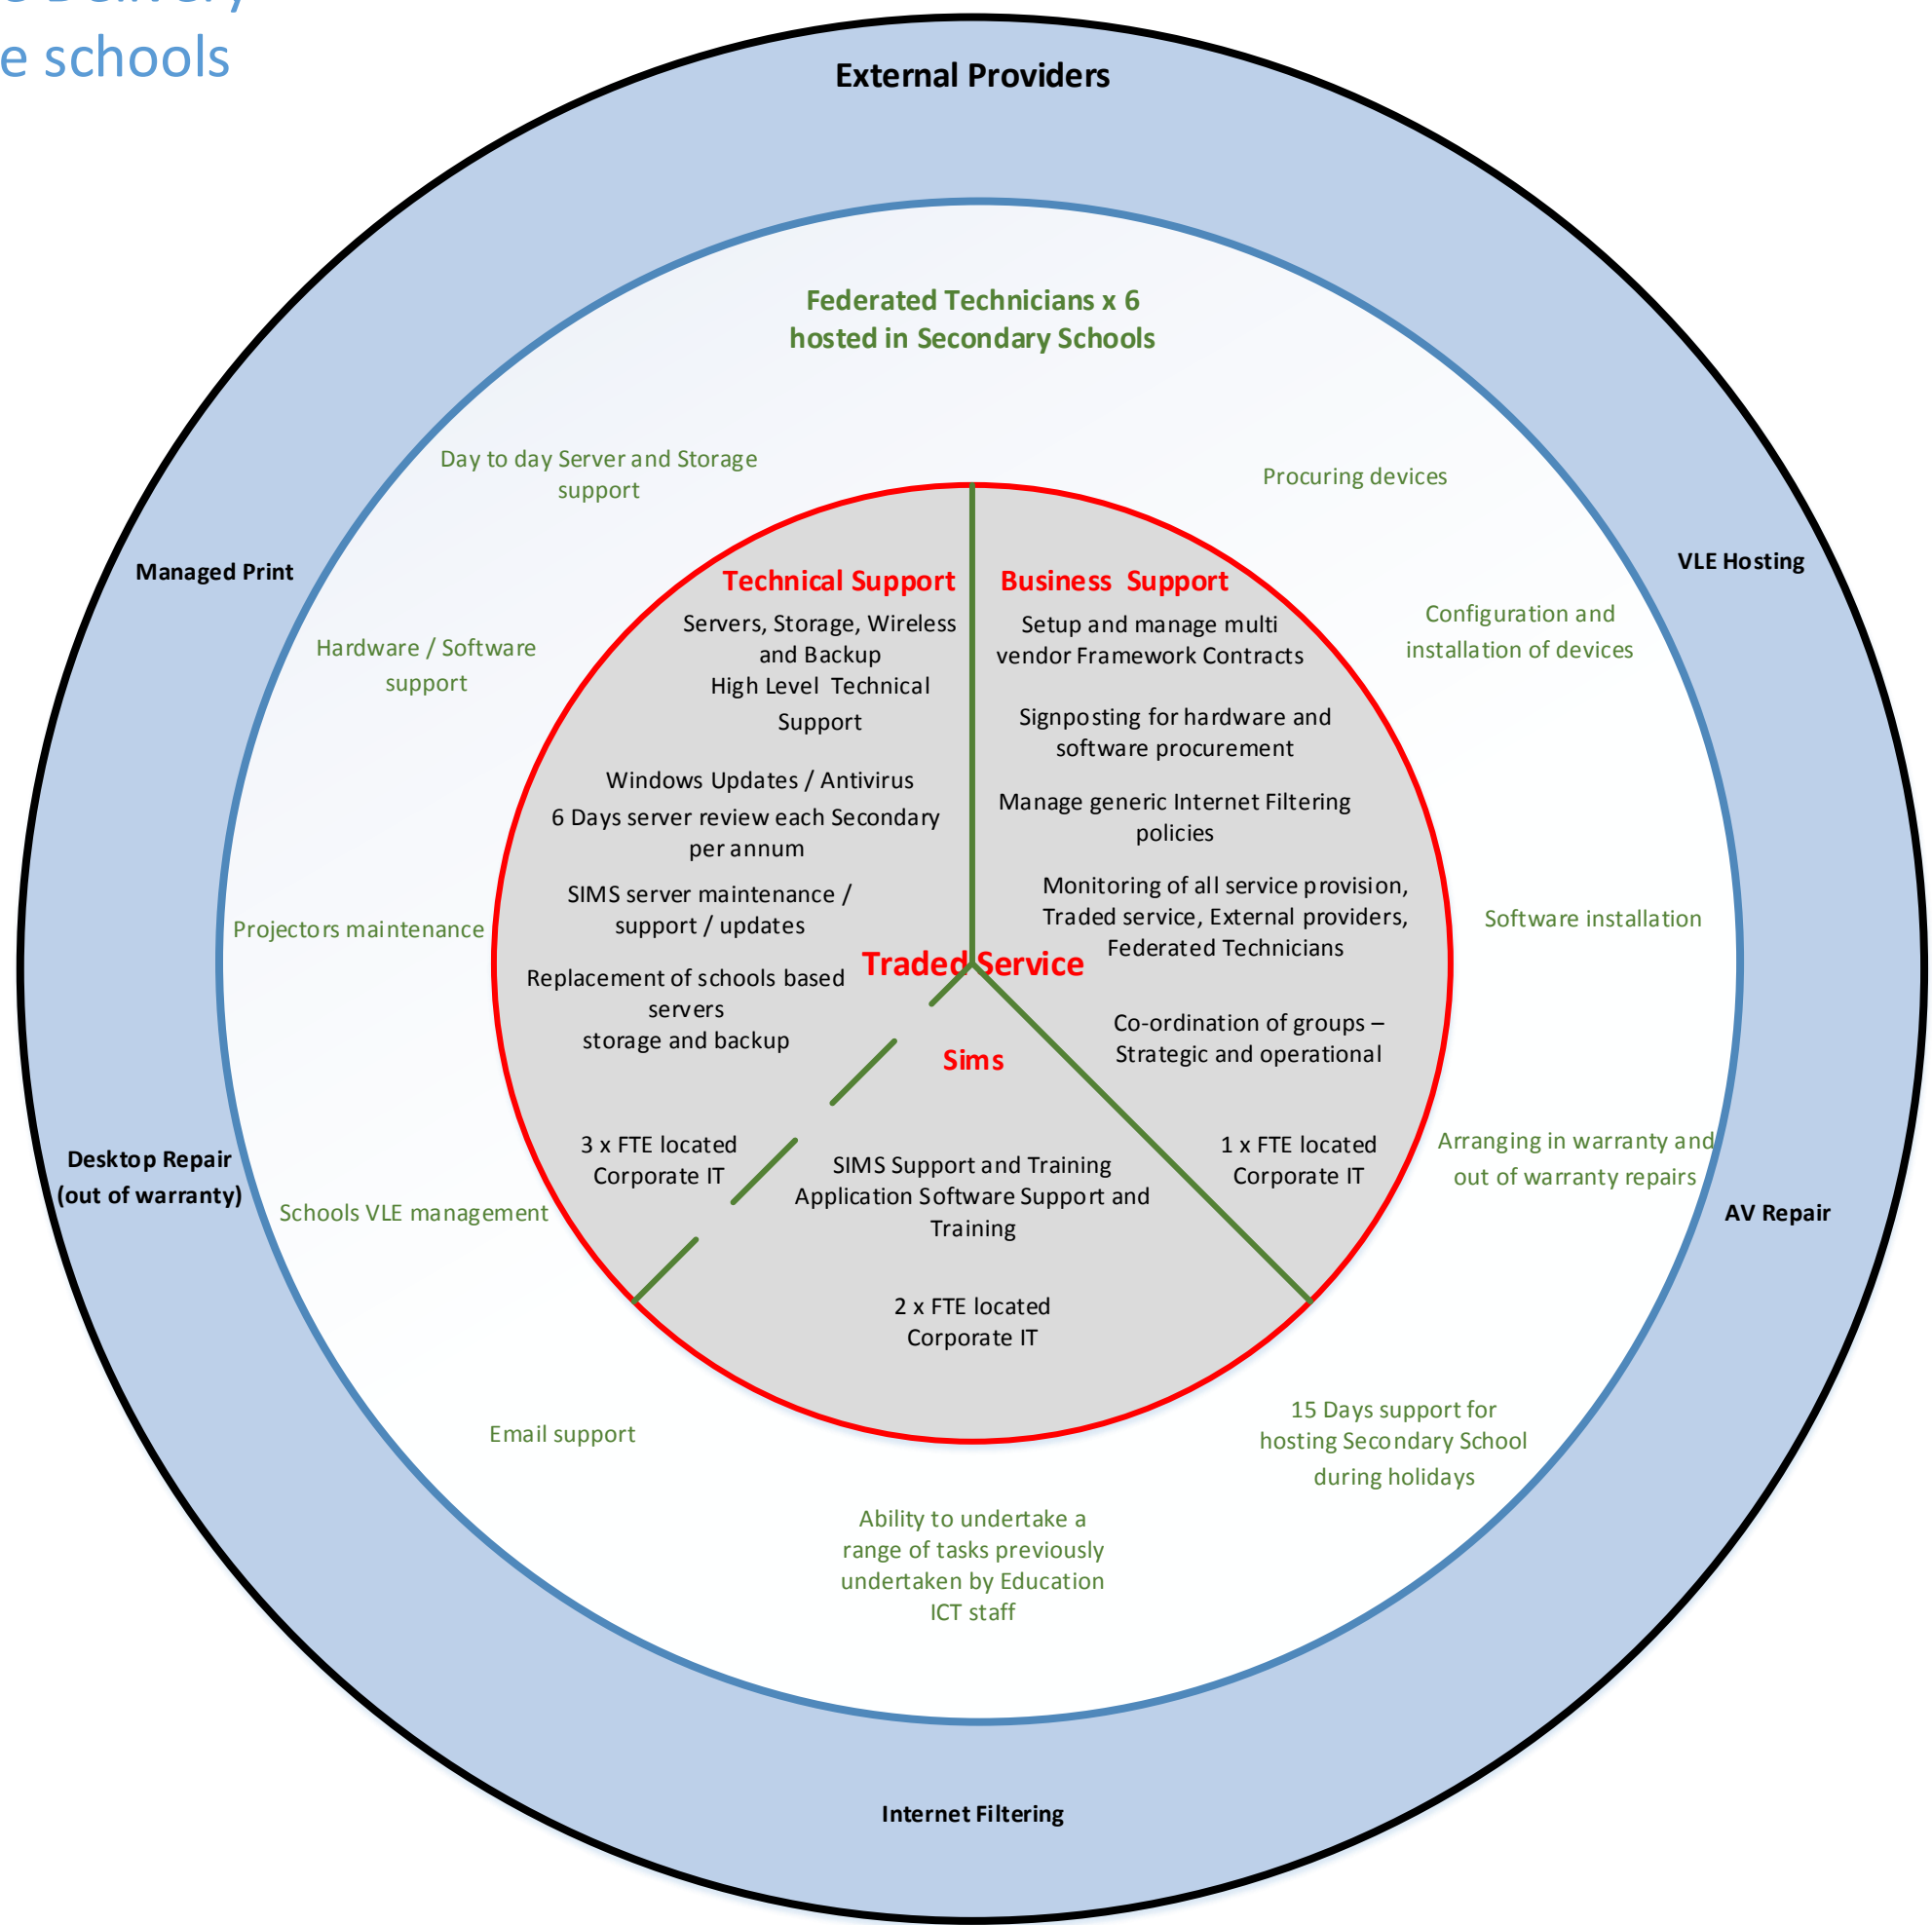 e Delivery
e schools
External Providers
Federated Technicians x 6
hosted in Secondary Schools
Day to day Server and Storage
support
Procuring devices
Managed Print
VLE Hosting
Hardware / Software
support
Configuration and
installation of devices
Technical Support
Servers, Storage, Wireless
and Backup
High Level Technical
Support
Windows Updates / Antivirus
6 Days server review each Secondary
per annum
SIMS server maintenance /
support / updates
Replacement of schools based
servers
storage and backup
3 x FTE located
Corporate IT
Business Support
Setup and manage multi
vendor Framework Contracts
Signposting for hardware and
software procurement
Manage generic Internet Filtering
policies
Monitoring of all service provision,
Traded service, External providers,
Federated Technicians
Co-ordination of groups –
Strategic and operational
1 x FTE located
Corporate IT
Traded Service
Sims
SIMS Support and Training
Application Software Support and
Training
2 x FTE located
Corporate IT
Projectors maintenance
Software installation
Desktop Repair
(out of warranty)
Schools VLE management
Arranging in warranty and
out of warranty repairs
AV Repair
Email support
15 Days support for
hosting Secondary School
during holidays
Ability to undertake a
range of tasks previously
undertaken by Education
ICT staff
Internet Filtering